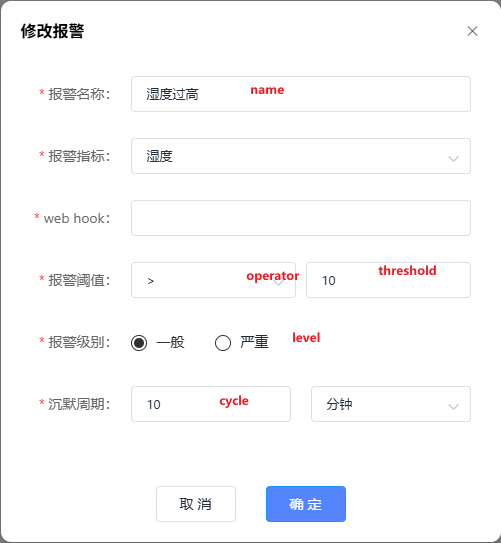 修改报警
* 报警名称： 湿度过高 name
* 报警指标： 湿度
* web hook：
* 报警阈值： > operator 10 threshold
* 报警级别： 一般 严重 level
* 沉默周期： 10 cycle 分钟
取 消 确 定